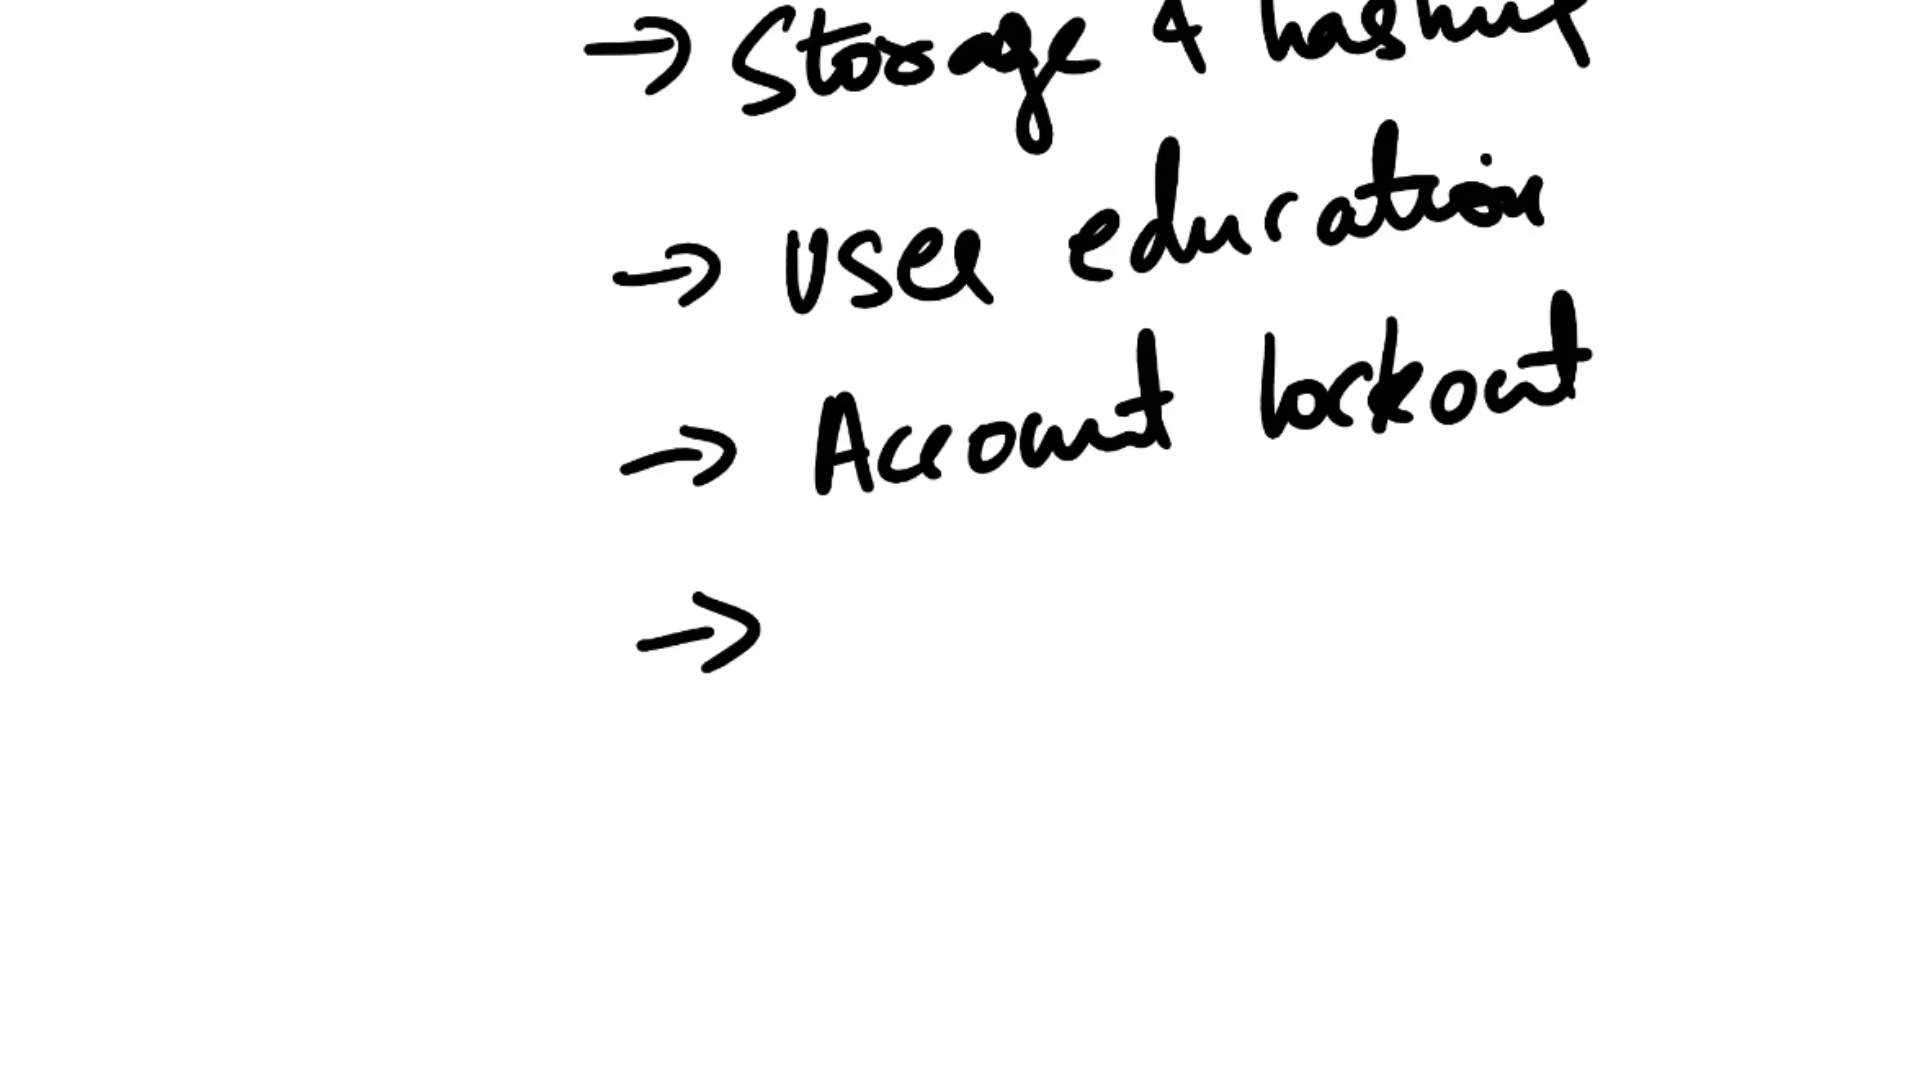 → Storage & hashing
→ User education
→ Account lockout
→